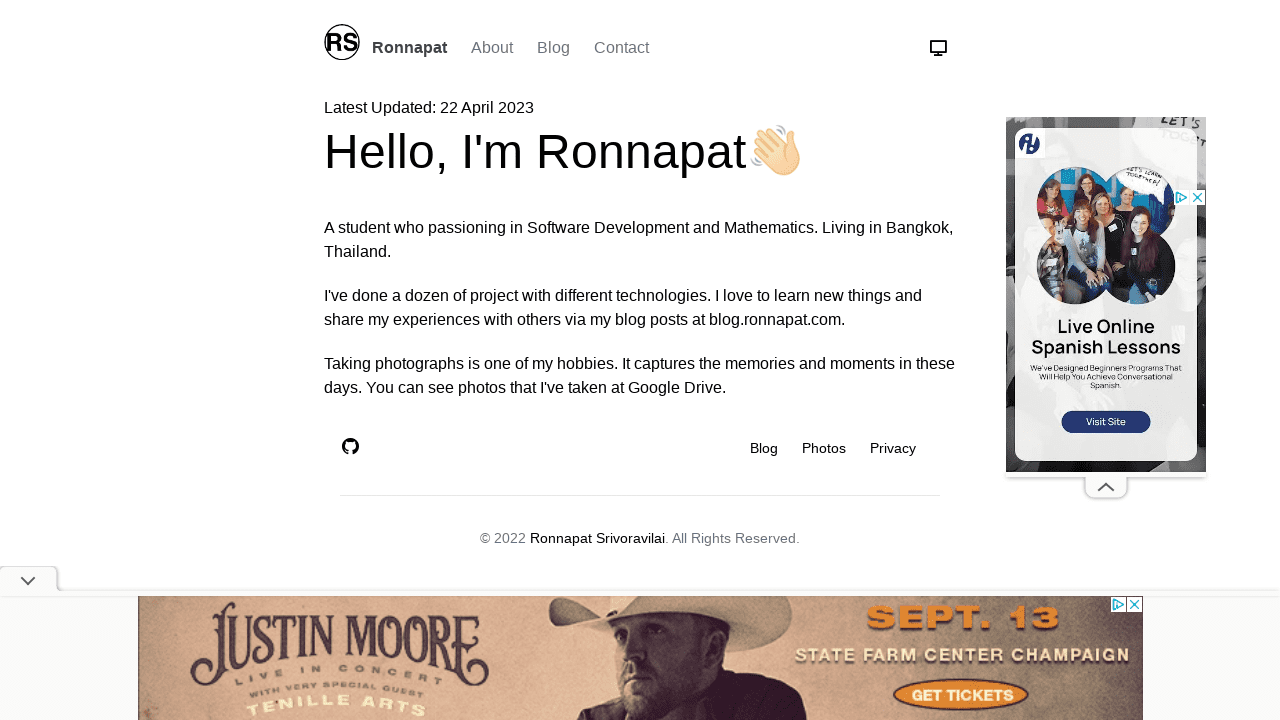 RS
Ronnapat About Blog Contact
Latest Updated: 22 April 2023
Hello, I'm Ronnapat👋🏻
A student who passioning in Software Development and Mathematics. Living in Bangkok,
Thailand.
I've done a dozen of project with different technologies. I love to learn new things and
share my experiences with others via my blog posts at blog.ronnapat.com.
Taking photographs is one of my hobbies. It captures the memories and moments in these
days. You can see photos that I've taken at Google Drive.
Blog Photos Privacy
© 2022 Ronnapat Srivoravilai. All Rights Reserved.
LET'S
LET'S LEARN
TOGETHER!
Live Online
Spanish Lessons
We've Designed Beginners Programs That
Will Help You Achieve Conversational
Spanish.
Visit Site
JUSTIN MOORE
LIVE IN CONCERT
WITH VERY SPECIAL GUEST
TENILLE ARTS
SEPT. 13
STATE FARM CENTER CHAMPAIGN
GET TICKETS